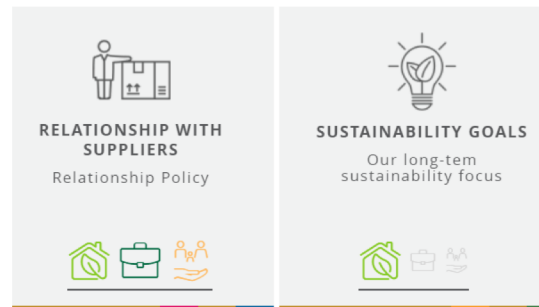 RELATIONSHIP WITH
SUPPLIERS
Relationship Policy
SUSTAINABILITY GOALS
Our long-tem
sustainability focus